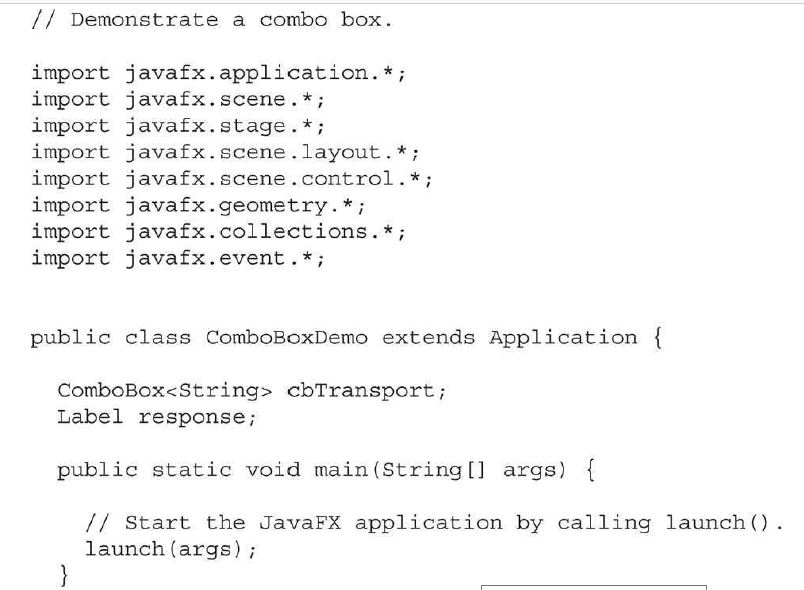 // Demonstrate a combo box.
import javafx.application.*;
import javafx.scene.*;
import javafx.stage.*;
import javafx.scene.layout.*;
import javafx.scene.control.*;
import javafx.geometry.*;
import javafx.collections.*;
import javafx.event.*;
public class ComboBoxDemo extends Application {
ComboBox<String> cbTransport;
Label response;
public static void main(String[] args) {
// Start the JavaFX application by calling launch().
launch(args);
}